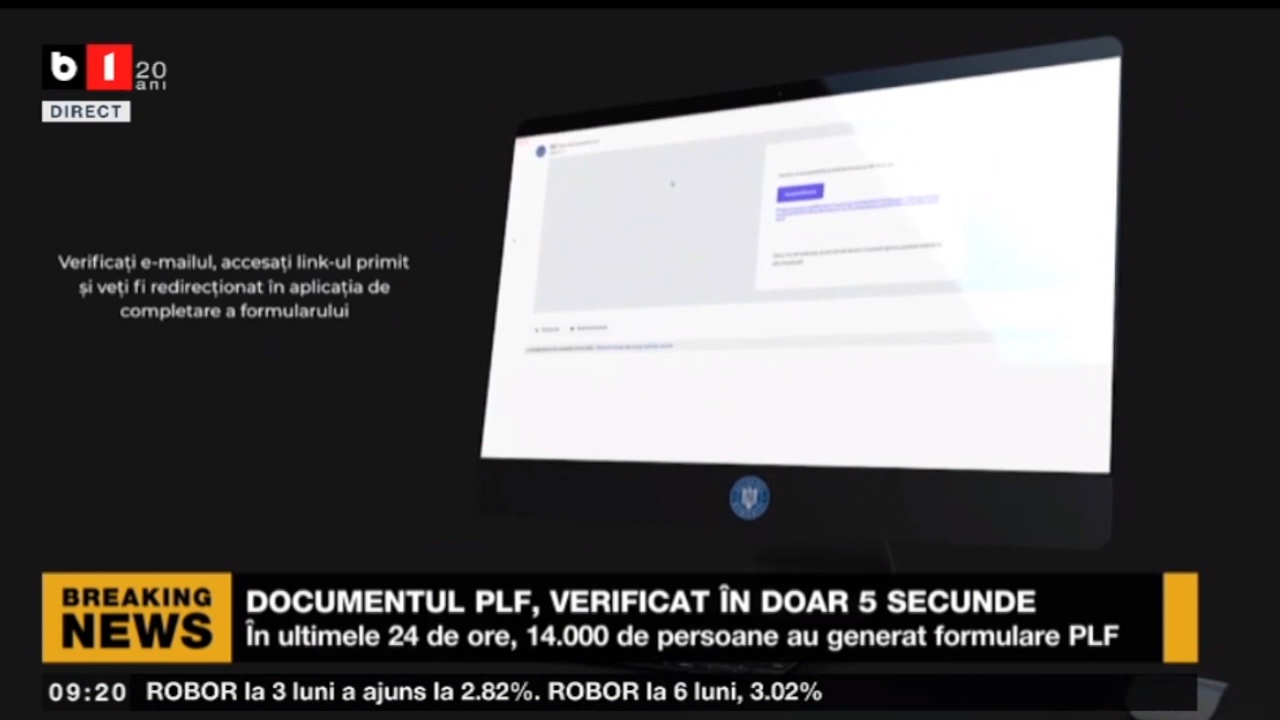 b1 20
ani
DIRECT
Verificați e-mailul, accesați link-ul primit
și veți fi redirecționat în aplicația de
completare a formularului
BREAKING
NEWS
DOCUMENTUL PLF, VERIFICAT ÎN DOAR 5 SECUNDE
În ultimele 24 de ore, 14.000 de persoane au generat formulare PLF
09:20 ROBOR la 3 luni a ajuns la 2.82%. ROBOR la 6 luni, 3.02%